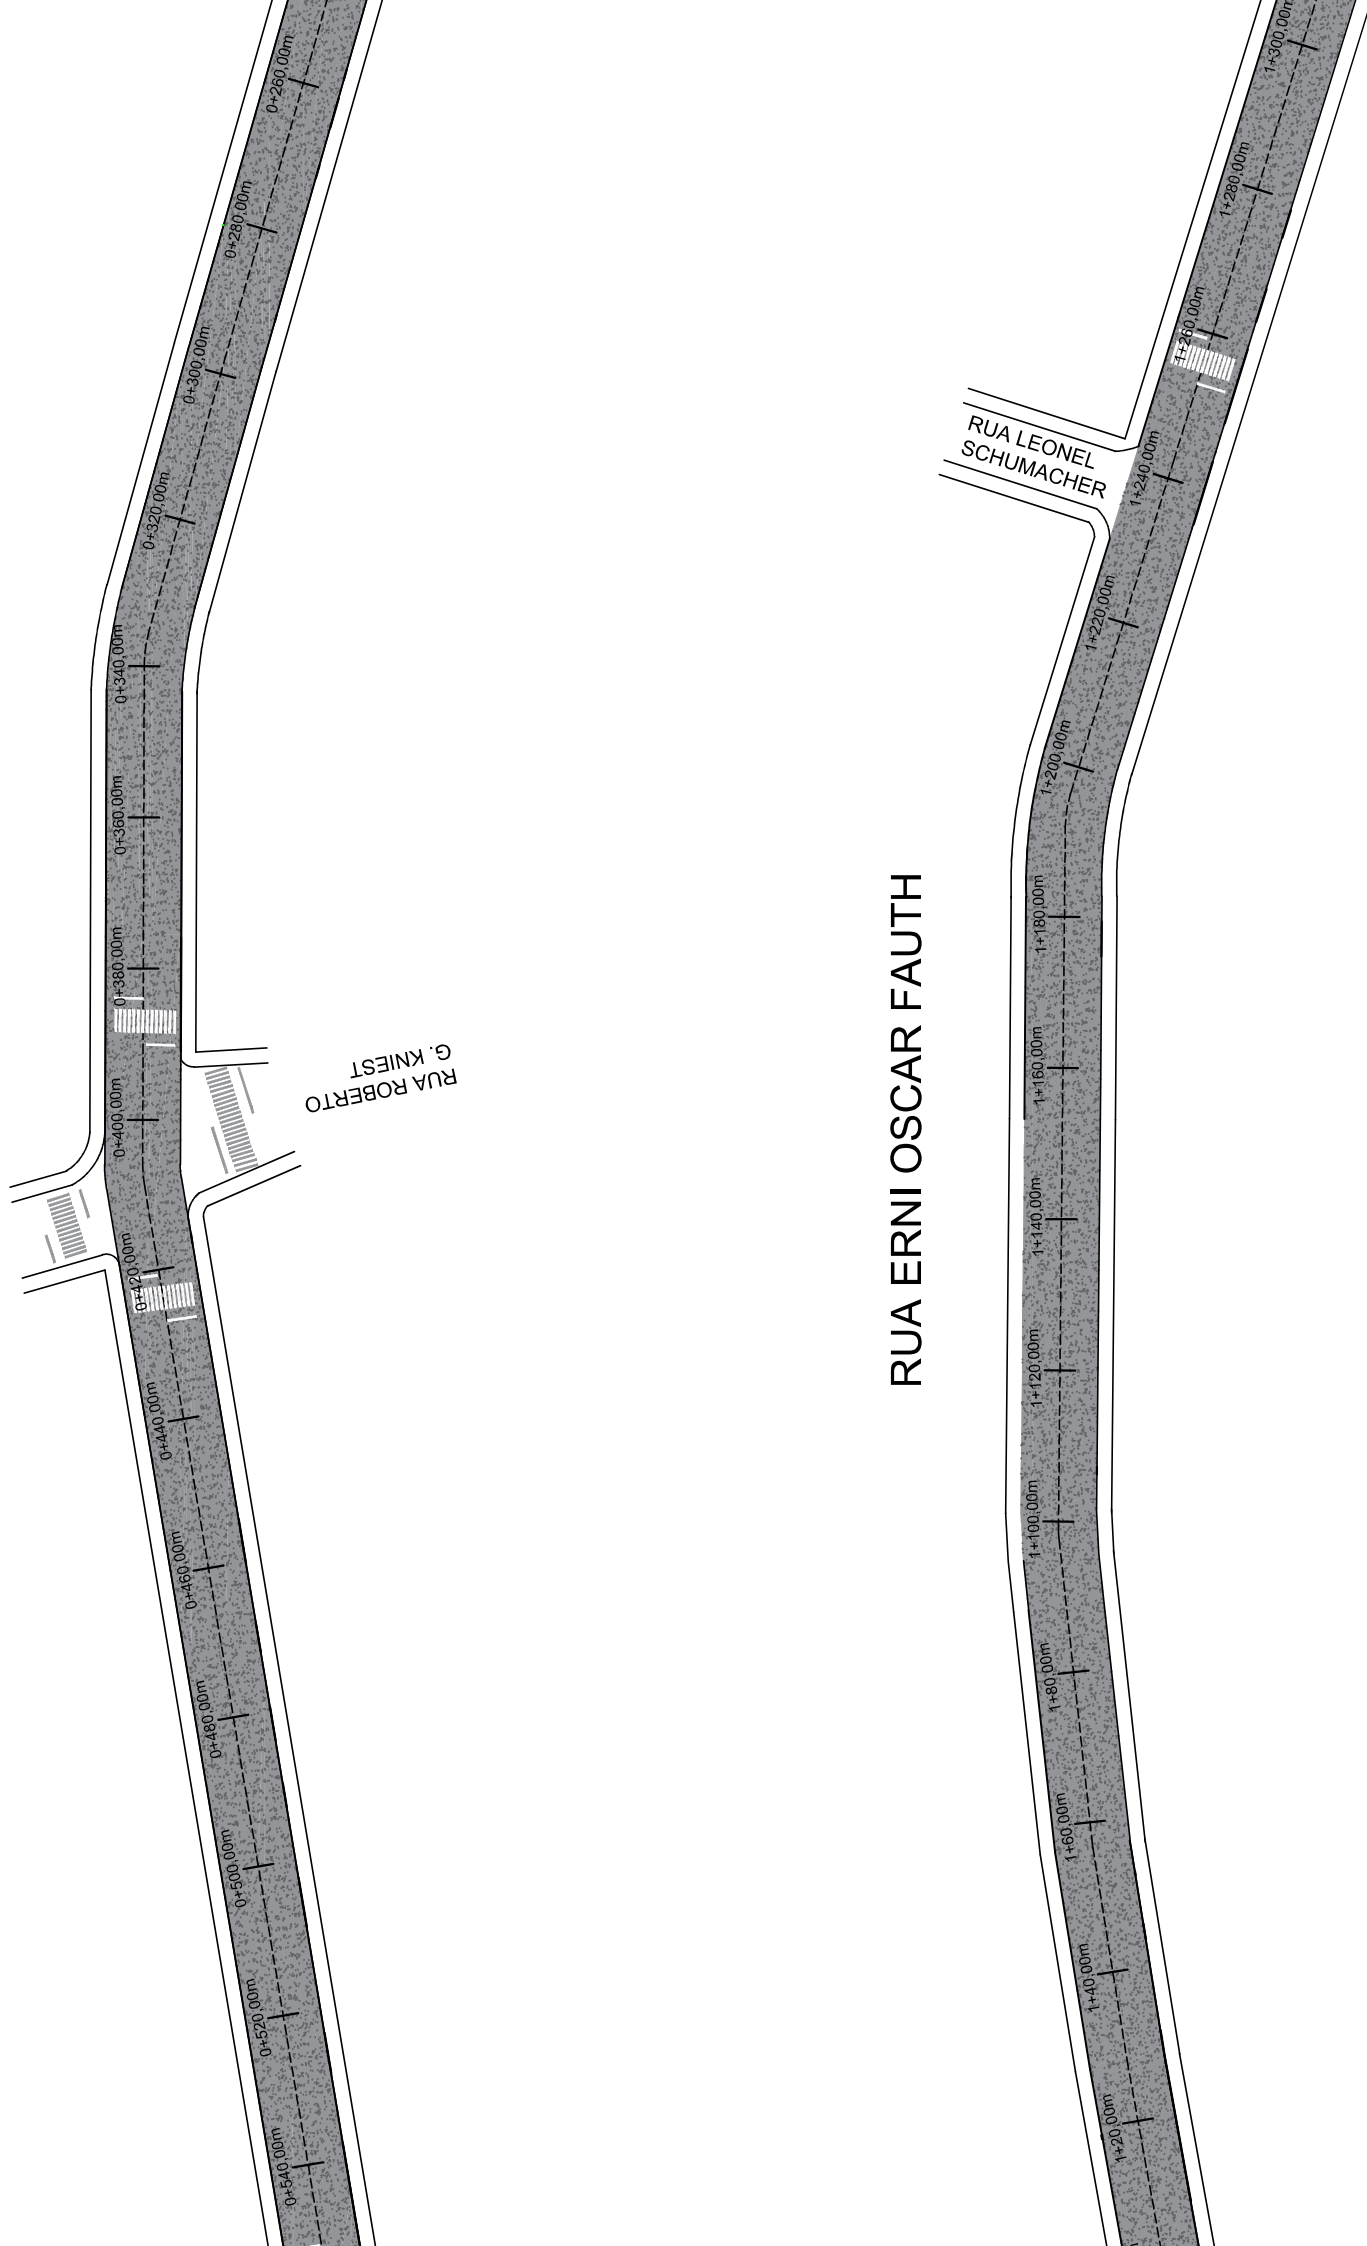 0+260,00m
0+280,00m
0+300,00m
0+320,00m
0+340,00m
0+360,00m
0+380,00m
0+400,00m
0+420,00m
0+440,00m
0+460,00m
0+480,00m
0+500,00m
0+520,00m
0+540,00m
RUA ROBERTO
G. KNIEST
RUA ERNI OSCAR FAUTH
RUA LEONEL
SCHUMACHER
1+300,00m
1+280,00m
1+260,00m
1+240,00m
1+220,00m
1+200,00m
1+180,00m
1+160,00m
1+140,00m
1+120,00m
1+100,00m
1+80,00m
1+60,00m
1+40,00m
1+20,00m